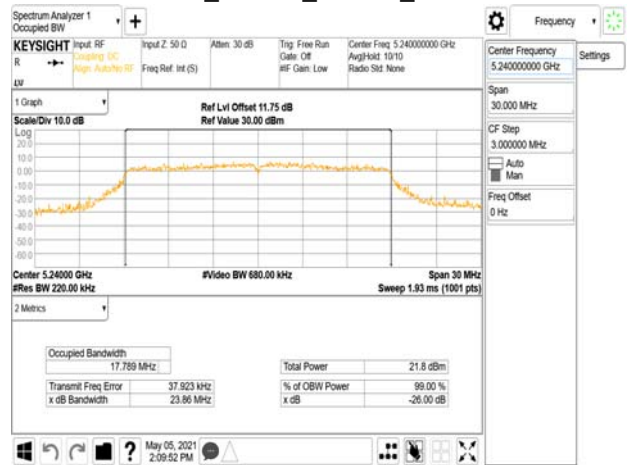 Spectrum Analyzer 1
Occupied BW
Frequency
KEYSIGHT
R
Input: RF
Coupling: DC
Align: Auto/No RF
Input Z: 50 Ω
Freq Ref: Int (S)
Atten: 30 dB
Trig: Free Run
Gate: Off
#IF Gain: Low
Center Freq: 5.240000000 GHz
Avg|Hold: 10/10
Radio Std: None
Center Frequency
5.240000000 GHz
Settings
Span
30.000 MHz
CF Step
3.000000 MHz
Auto
Man
Freq Offset
0 Hz
1 Graph
Scale/Div 10.0 dB
Ref Lvl Offset 11.75 dB
Ref Value 30.00 dBm
Log
20.0
10.0
0.00
-10.0
-20.0
-30.0
-40.0
-50.0
-60.0
Center 5.24000 GHz
#Res BW 220.00 kHz
#Video BW 680.00 kHz
Span 30 MHz
Sweep 1.93 ms (1001 pts)
2 Metrics
Occupied Bandwidth
17.789 MHz
Total Power 21.8 dBm
Transmit Freq Error 37.923 kHz
% of OBW Power 99.00 %
x dB Bandwidth 23.86 MHz
x dB -26.00 dB
?
May 05, 2021
2:09:52 PM